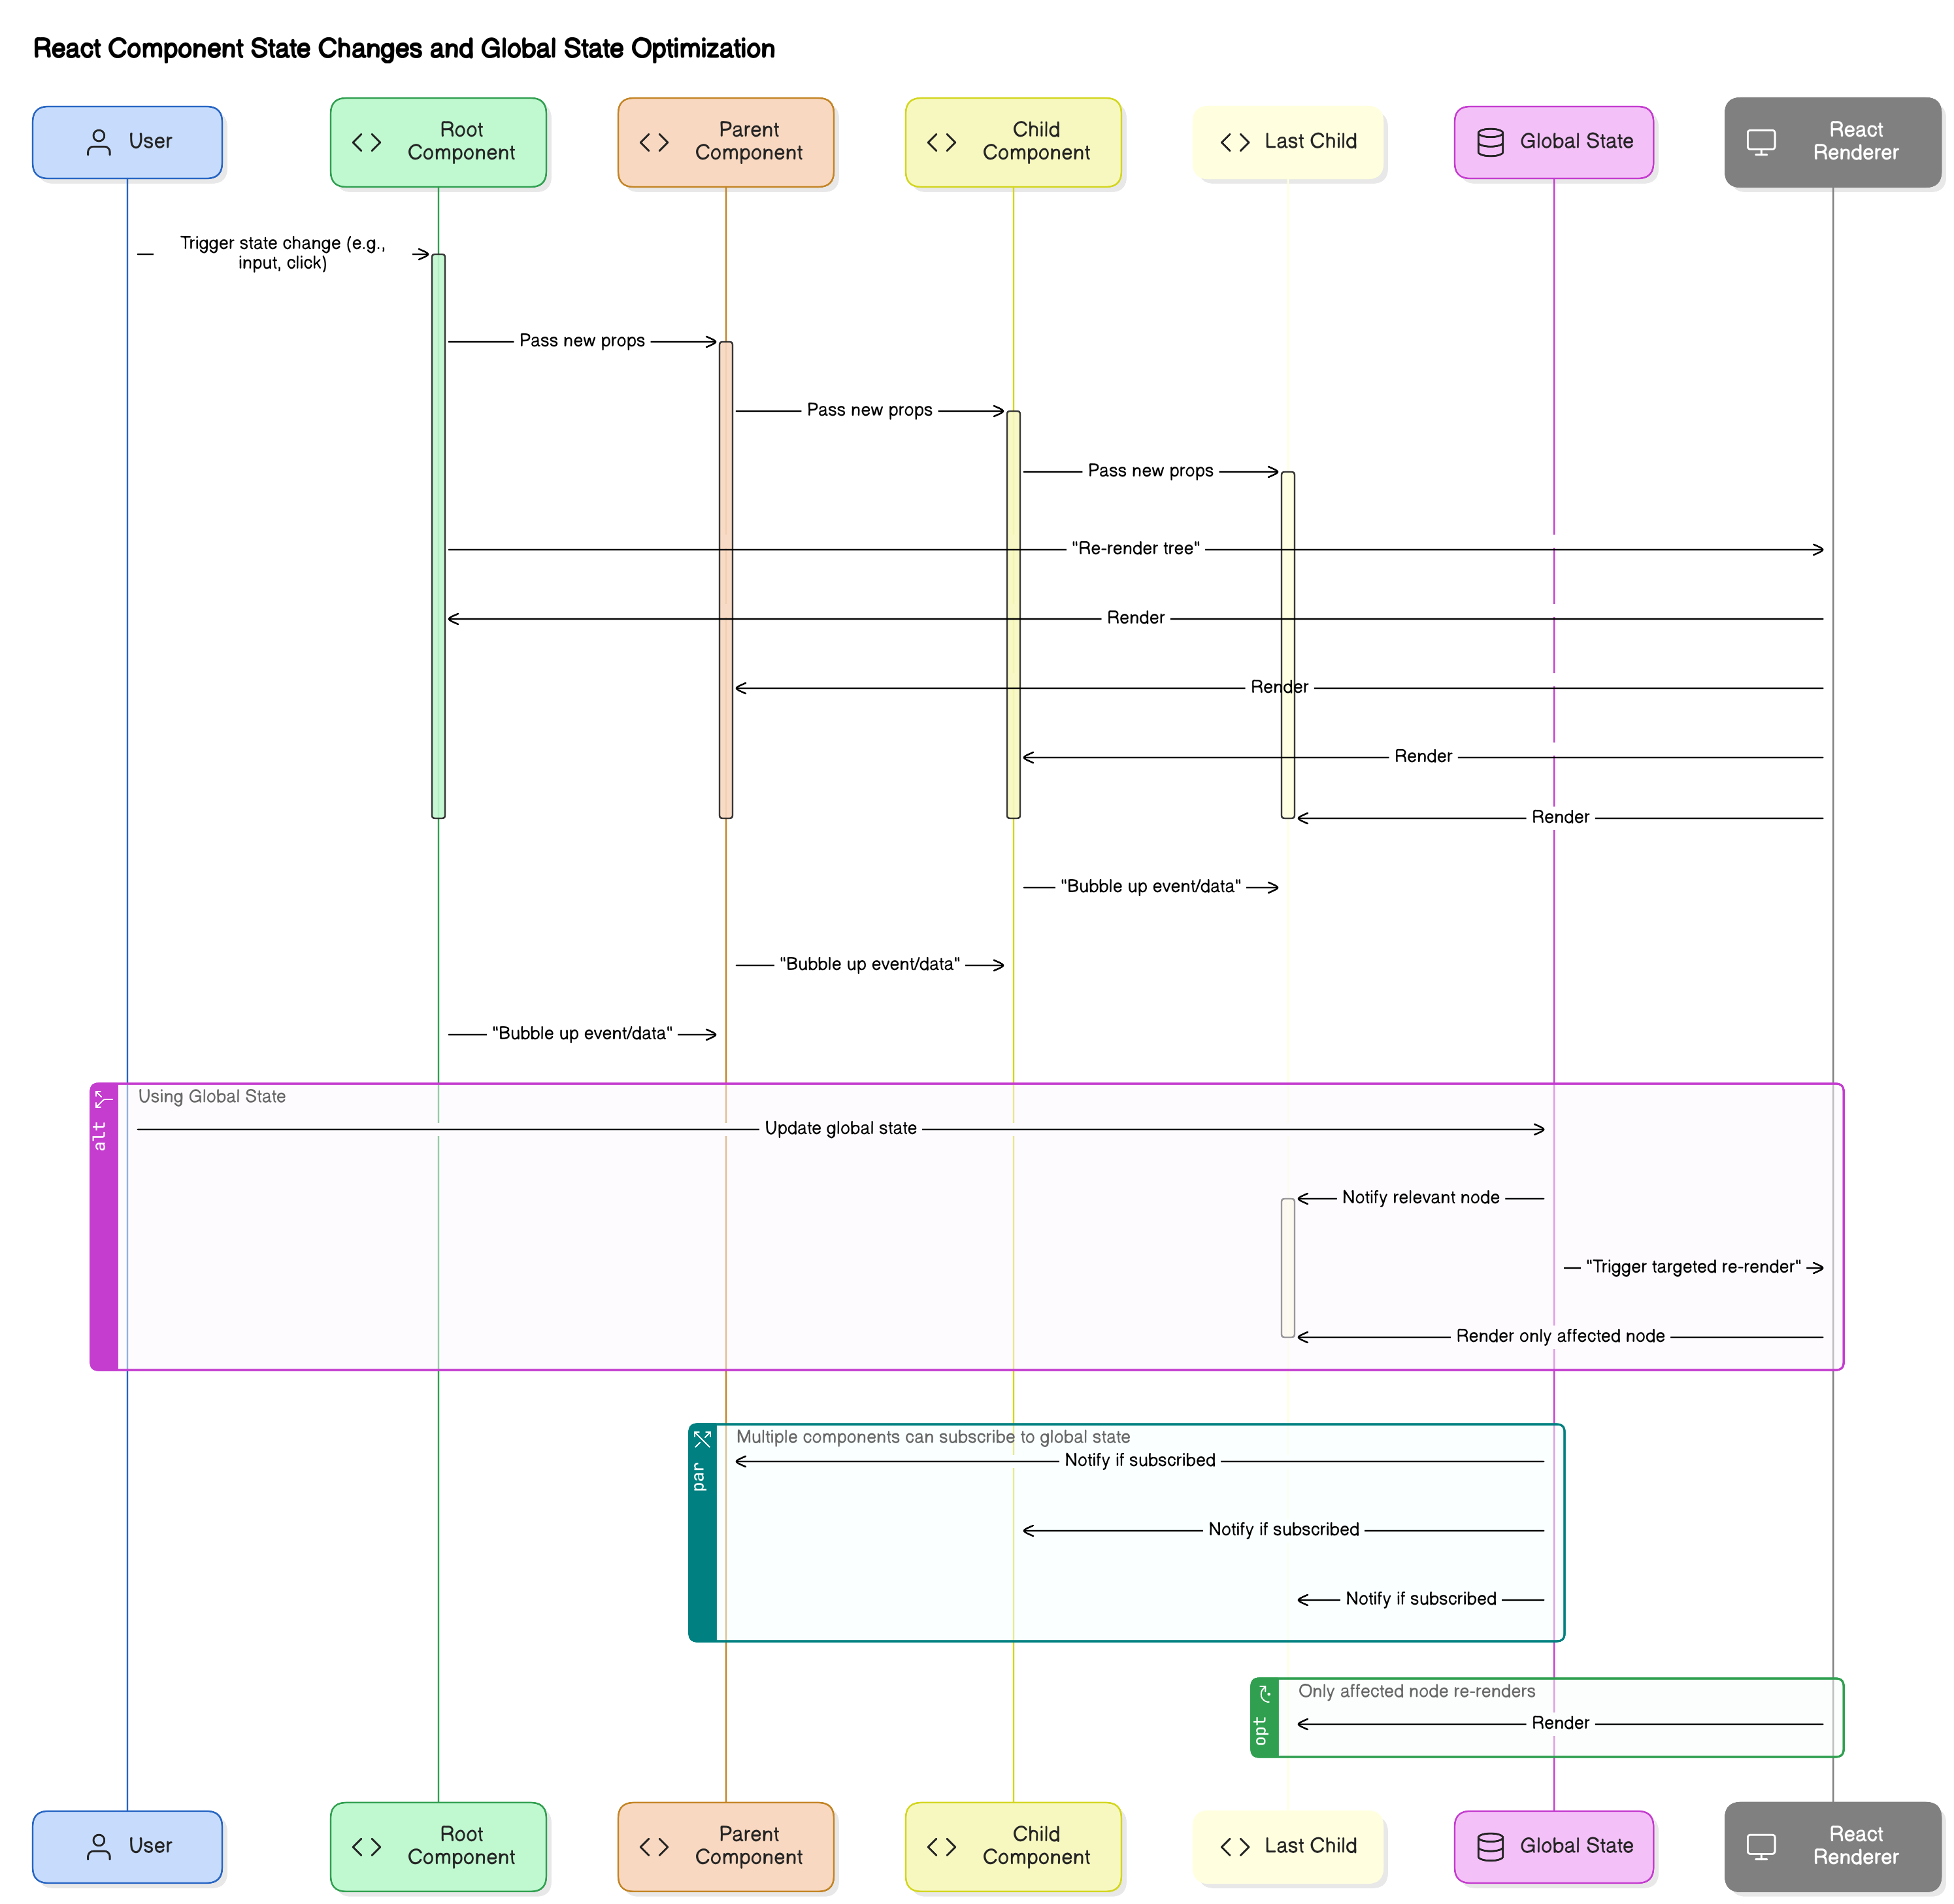 React Component State Changes and Global State Optimization
User
Root
Component
Parent
Component
Child
Component
Last Child
Global State
React
Renderer
Trigger state change (e.g.,
input, click)
Pass new props
Pass new props
Pass new props
"Re-render tree"
Render
Render
Render
Render
"Bubble up event/data"
"Bubble up event/data"
"Bubble up event/data"
alt
Using Global State
Update global state
Notify relevant node
"Trigger targeted re-render"
Render only affected node
par
Multiple components can subscribe to global state
Notify if subscribed
Notify if subscribed
Notify if subscribed
opt
Only affected node re-renders
Render
User
Root
Component
Parent
Component
Child
Component
Last Child
Global State
React
Renderer